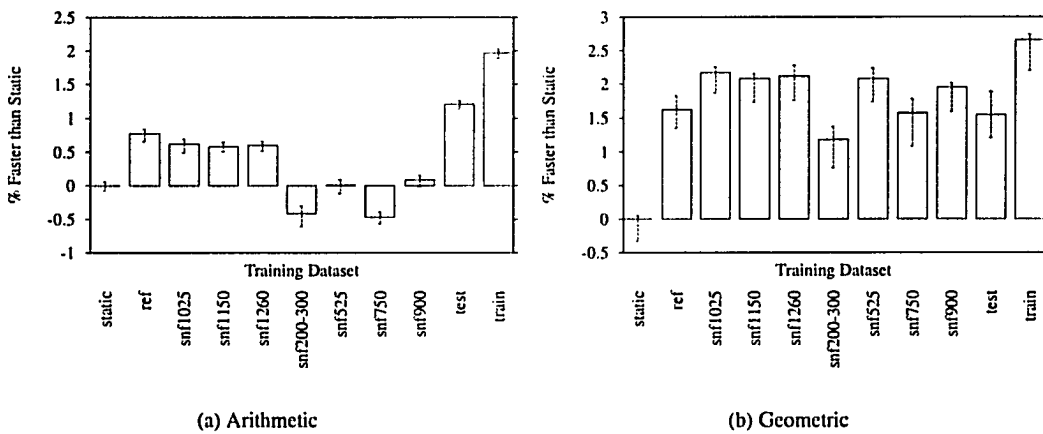 2.5
2
1.5
1
0.5
0
-0.5
-1
% Faster than Static
Training Dataset
static
ref
snf1025
snf1150
snf1260
snf200-300
snf525
snf750
snf900
test
train
(a) Arithmetic
3
2.5
2
1.5
1
0.5
0
-0.5
% Faster than Static
Training Dataset
static
ref
snf1025
snf1150
snf1260
snf200-300
snf525
snf750
snf900
test
train
(b) Geometric